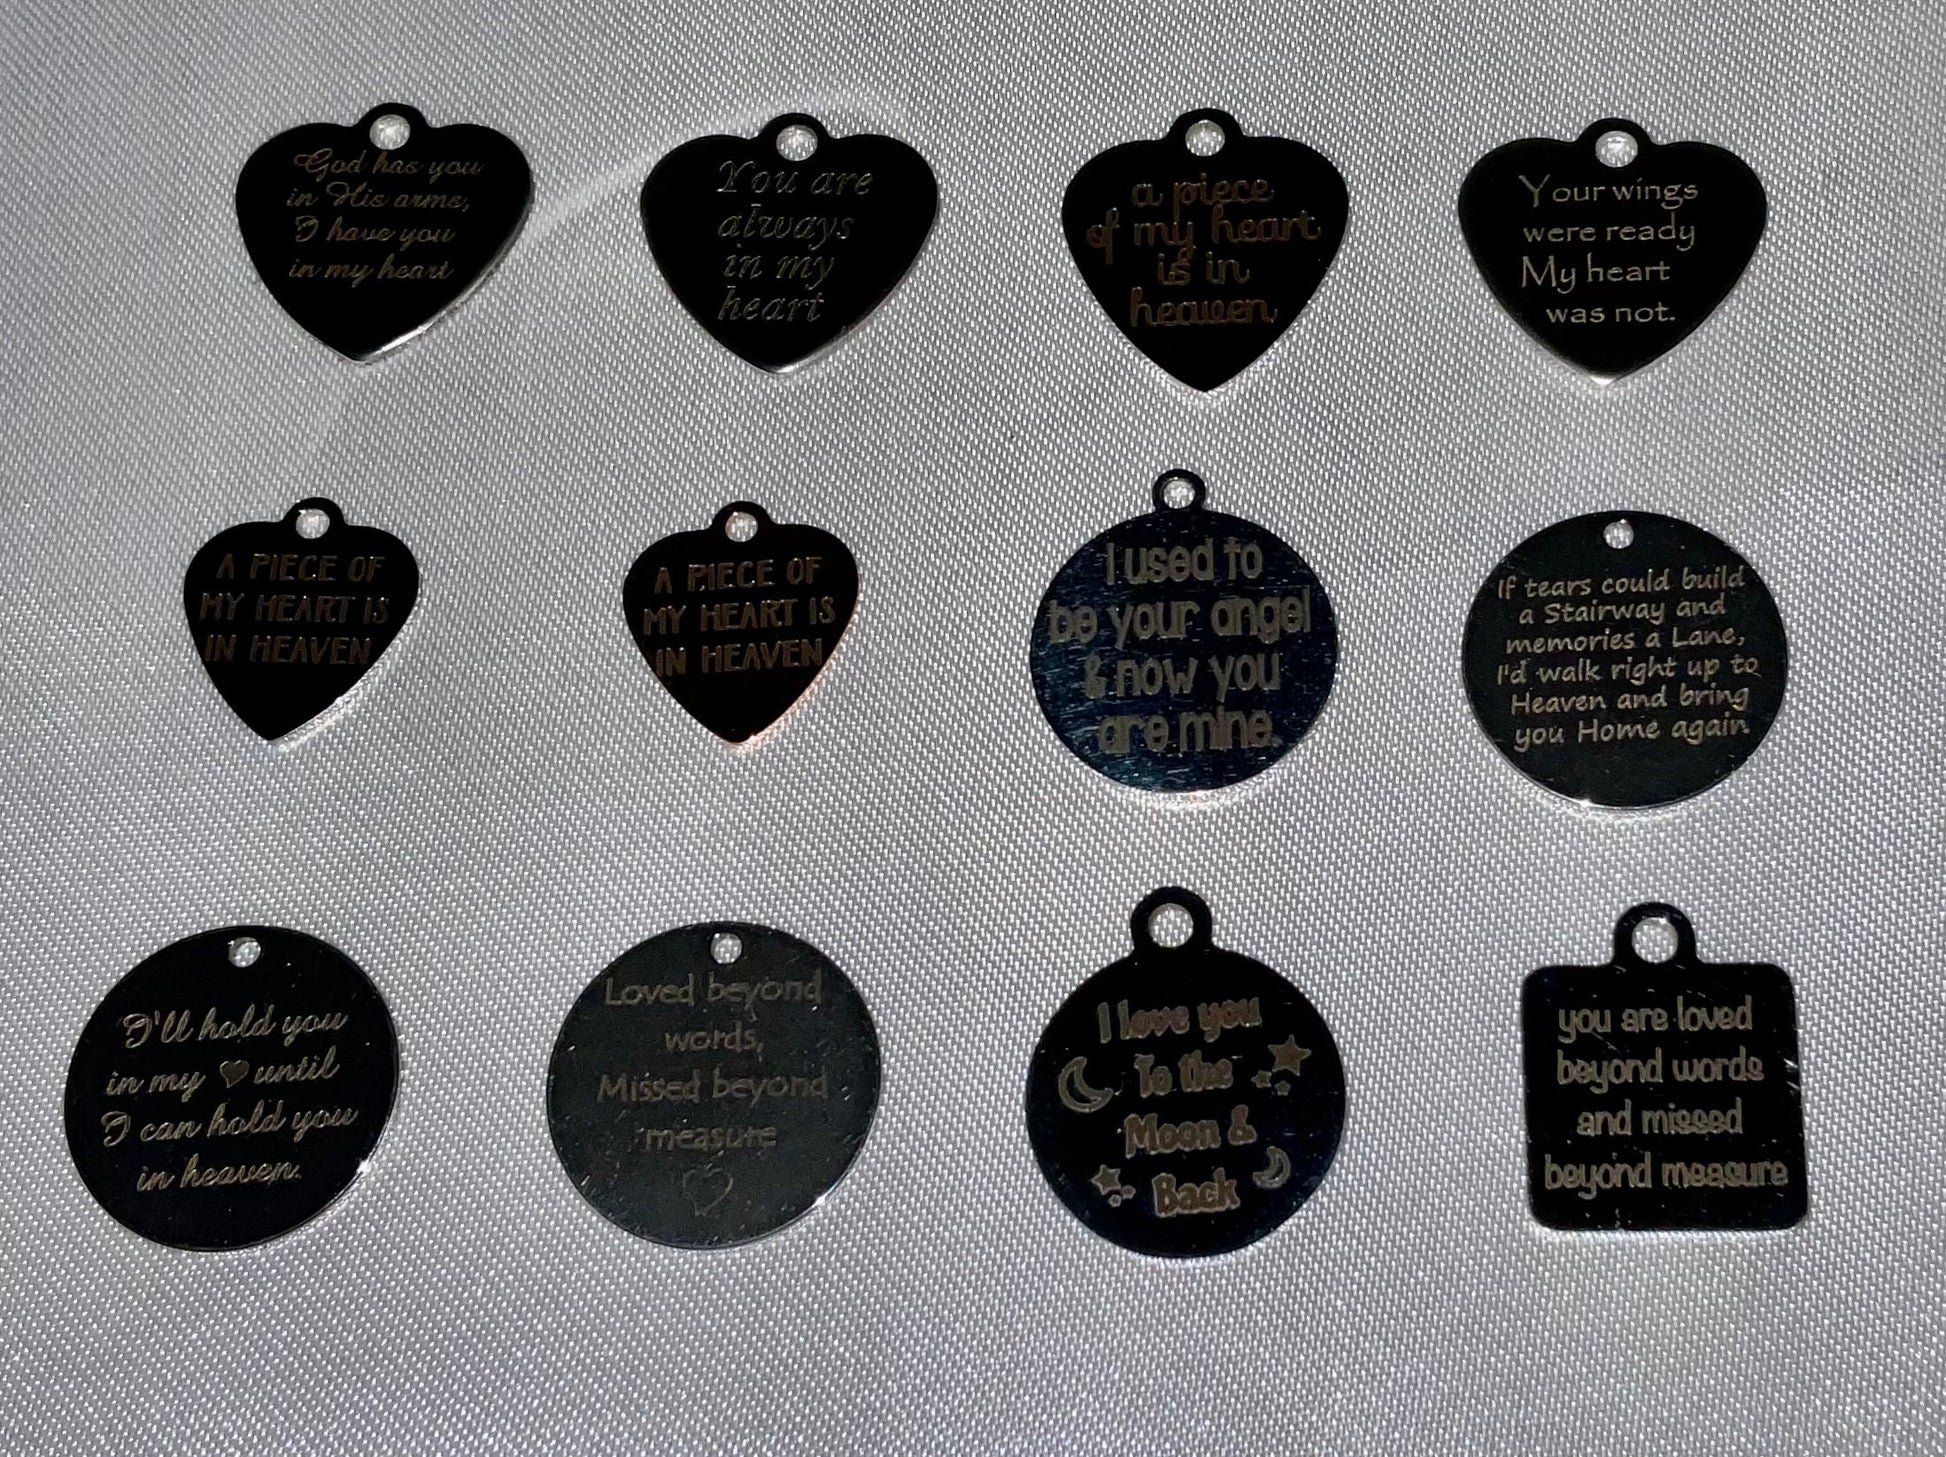 God has you
in His arms,
I have you
in my heart
You are
always
in my
heart
a piece
of my heart
is in
heaven
Your wings
were ready
My heart
was not.
A PIECE OF
MY HEART IS
IN HEAVEN
A PIECE OF
MY HEART IS
IN HEAVEN
I used to
be your angel
& now you
are mine.
If tears could build
a Stairway and
memories a Lane,
I'd walk right up to
Heaven and bring
you Home again.
I'll hold you
in my ♥ until
I can hold you
in heaven.
Loved beyond
words,
Missed beyond
measure
I love you
To the
Moon &
Back
you are loved
beyond words
and missed
beyond measure